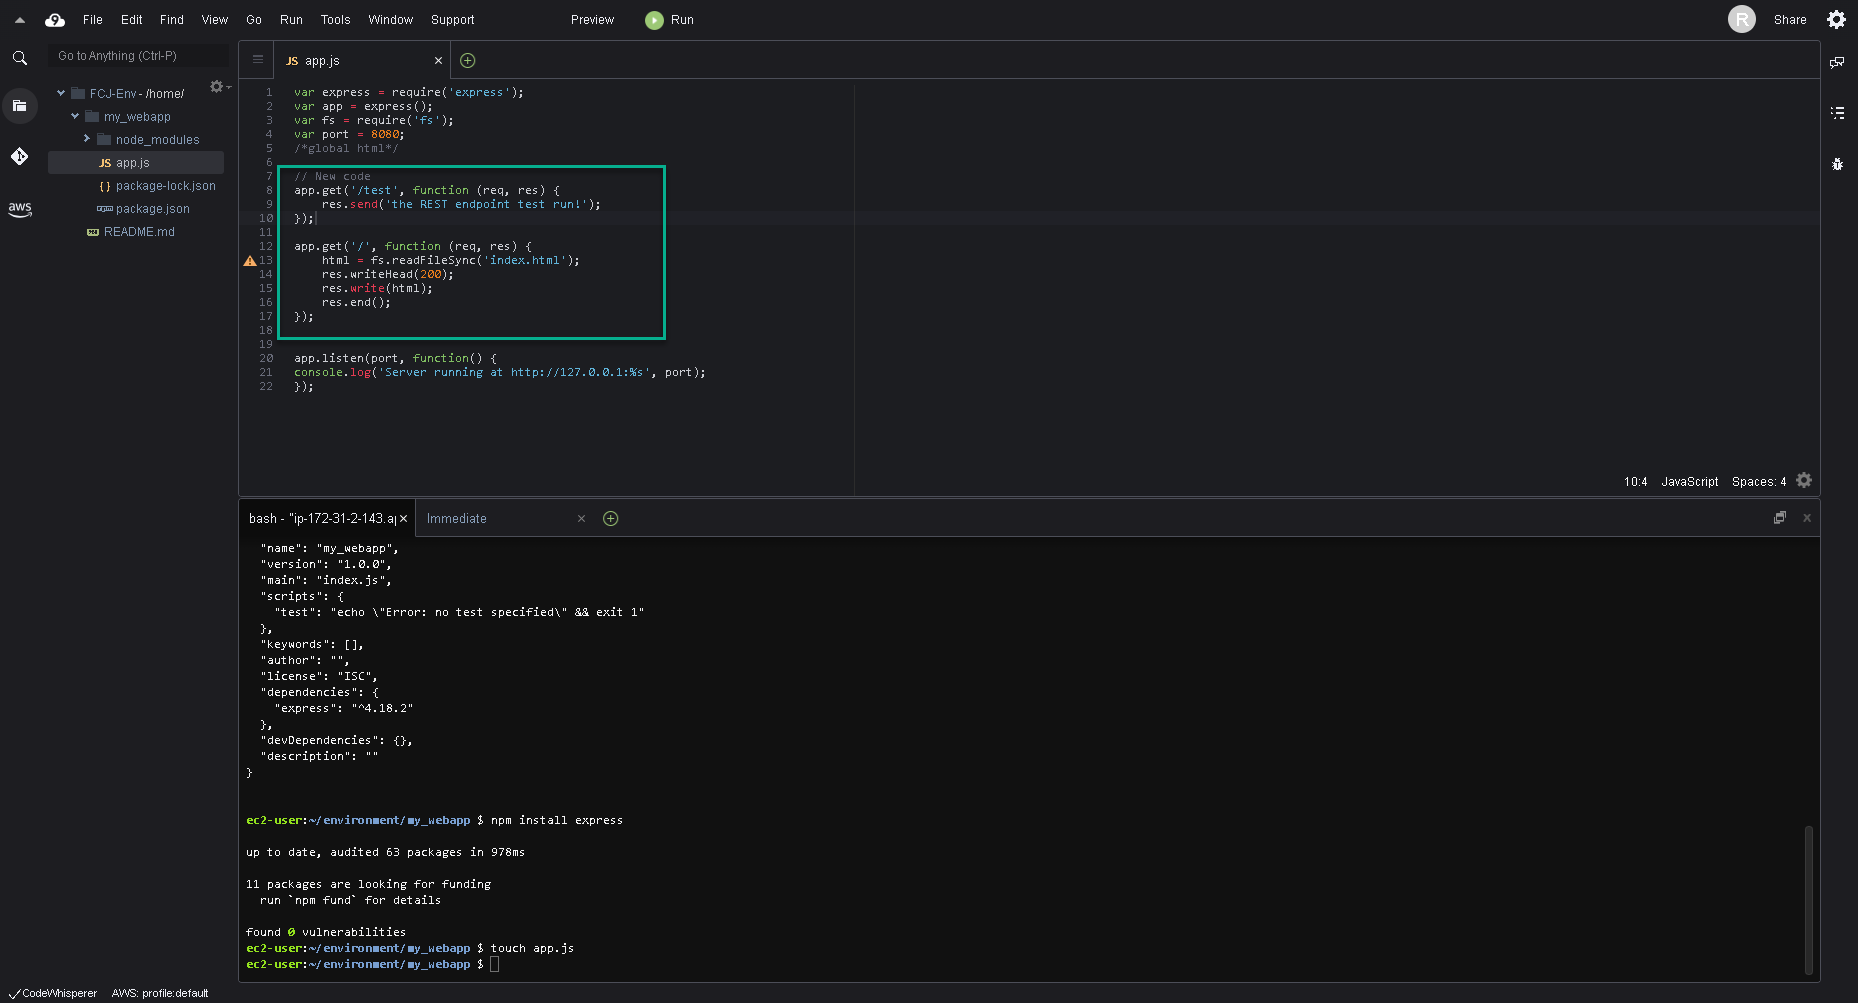 9 File Edit Find View Go Run Tools Window Support Preview Run R Share
Go to Anything (Ctrl-P)
FCJ-Env - /home/
my_webapp
node_modules
JS app.js
{ } package-lock.json
package.json
README.md
aws
JS app.js
1 var express = require('express');
2 var app = express();
3 var fs = require('fs');
4 var port = 8080;
5 /*global html*/
6
7 // New code
8 app.get('/test', function (req, res) {
9 res.send('the REST endpoint test run!');
10 });
11
12 app.get('/', function (req, res) {
13 html = fs.readFileSync('index.html');
14 res.writeHead(200);
15 res.write(html);
16 res.end();
17 });
18
19
20 app.listen(port, function() {
21 console.log('Server running at http://127.0.0.1:%s', port);
22 });
10:4 JavaScript Spaces: 4
bash - "ip-172-31-2-143.ap Immediate
"name": "my_webapp",
"version": "1.0.0",
"main": "index.js",
"scripts": {
"test": "echo \"Error: no test specified\" && exit 1"
},
"keywords": [],
"author": "",
"license": "ISC",
"dependencies": {
"express": "^4.18.2"
},
"devDependencies": {},
"description": ""
}
ec2-user:~/environment/my_webapp $ npm install express
up to date, audited 63 packages in 978ms
11 packages are looking for funding
run `npm fund` for details
found 0 vulnerabilities
ec2-user:~/environment/my_webapp $ touch app.js
ec2-user:~/environment/my_webapp $
CodeWhisperer AWS: profile:default